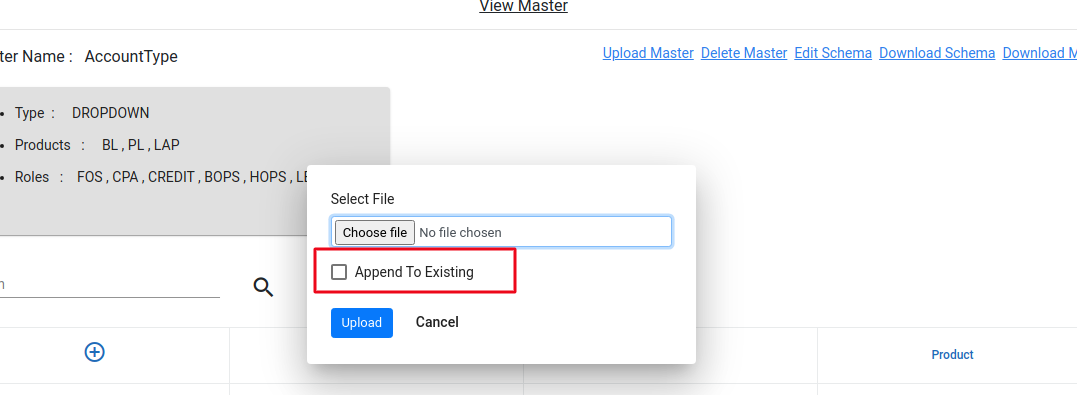 View Master
ter Name : AccountType
Upload Master Delete Master Edit Schema Download Schema Download M
Type : DROPDOWN
Products : BL , PL , LAP
Roles : FOS , CPA , CREDIT , BOPS , HOPS , LE
Select File
Choose file No file chosen
Append To Existing
Upload Cancel
Product